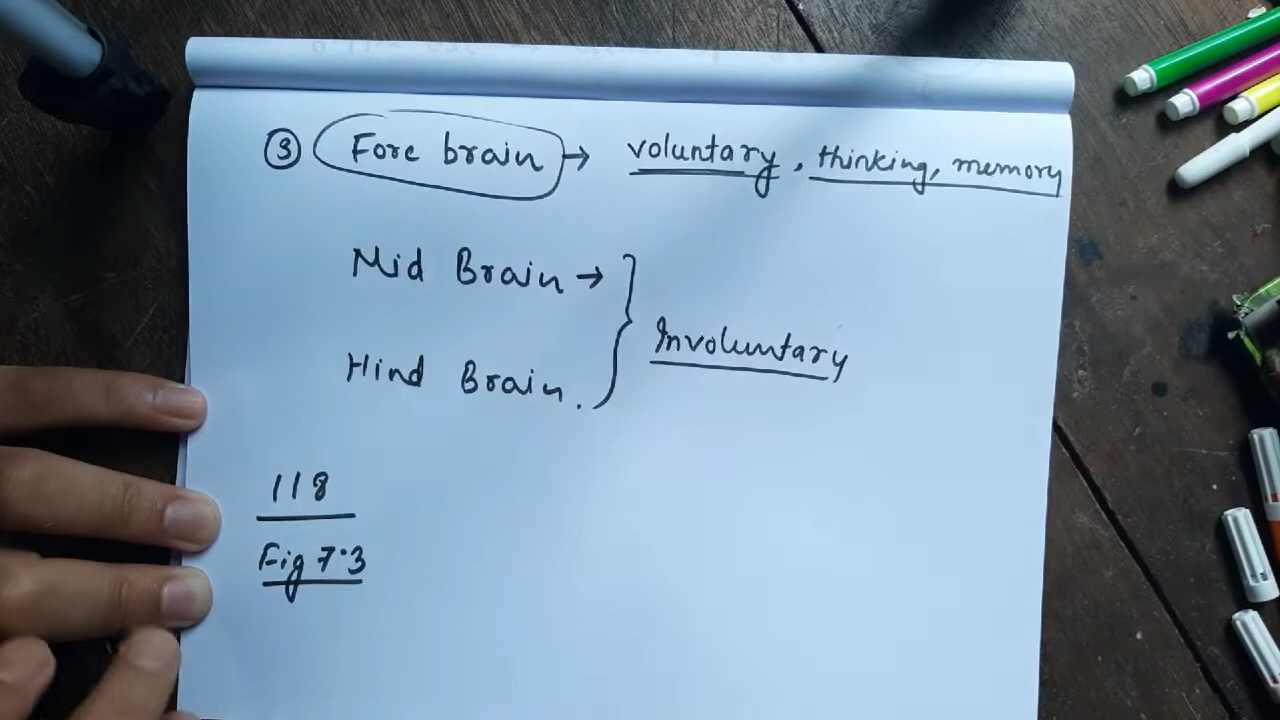 ③ Fore brain → voluntary, thinking, memory
Mid Brain →
Hind Brain.
Involuntary
118
Fig 7.3